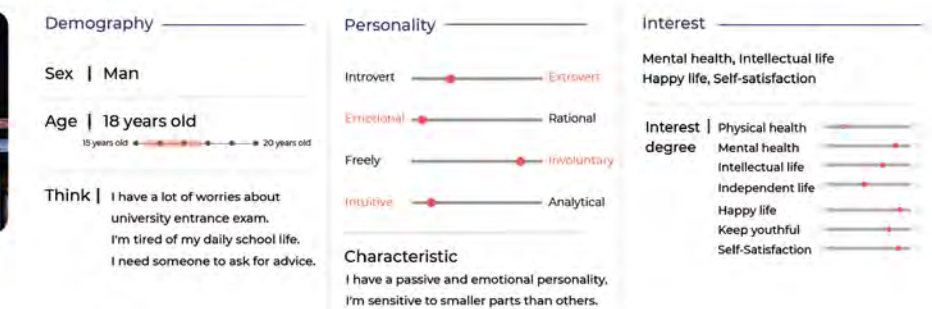 Demography
Sex | Man
Age | 18 years old
15 years old
20 years old
Think | I have a lot of worries about
university entrance exam.
I'm tired of my daily school life.
I need someone to ask for advice.
Personality
Introvert Extrovert
Emotional Rational
Freely Involuntary
Intuitive Analytical
Characteristic
I have a passive and emotional personality.
I'm sensitive to smaller parts than others.
Interest
Mental health, Intellectual life
Happy life, Self-satisfaction
Interest | Physical health
degree Mental health
Intellectual life
Independent life
Happy life
Keep youthful
Self-Satisfaction